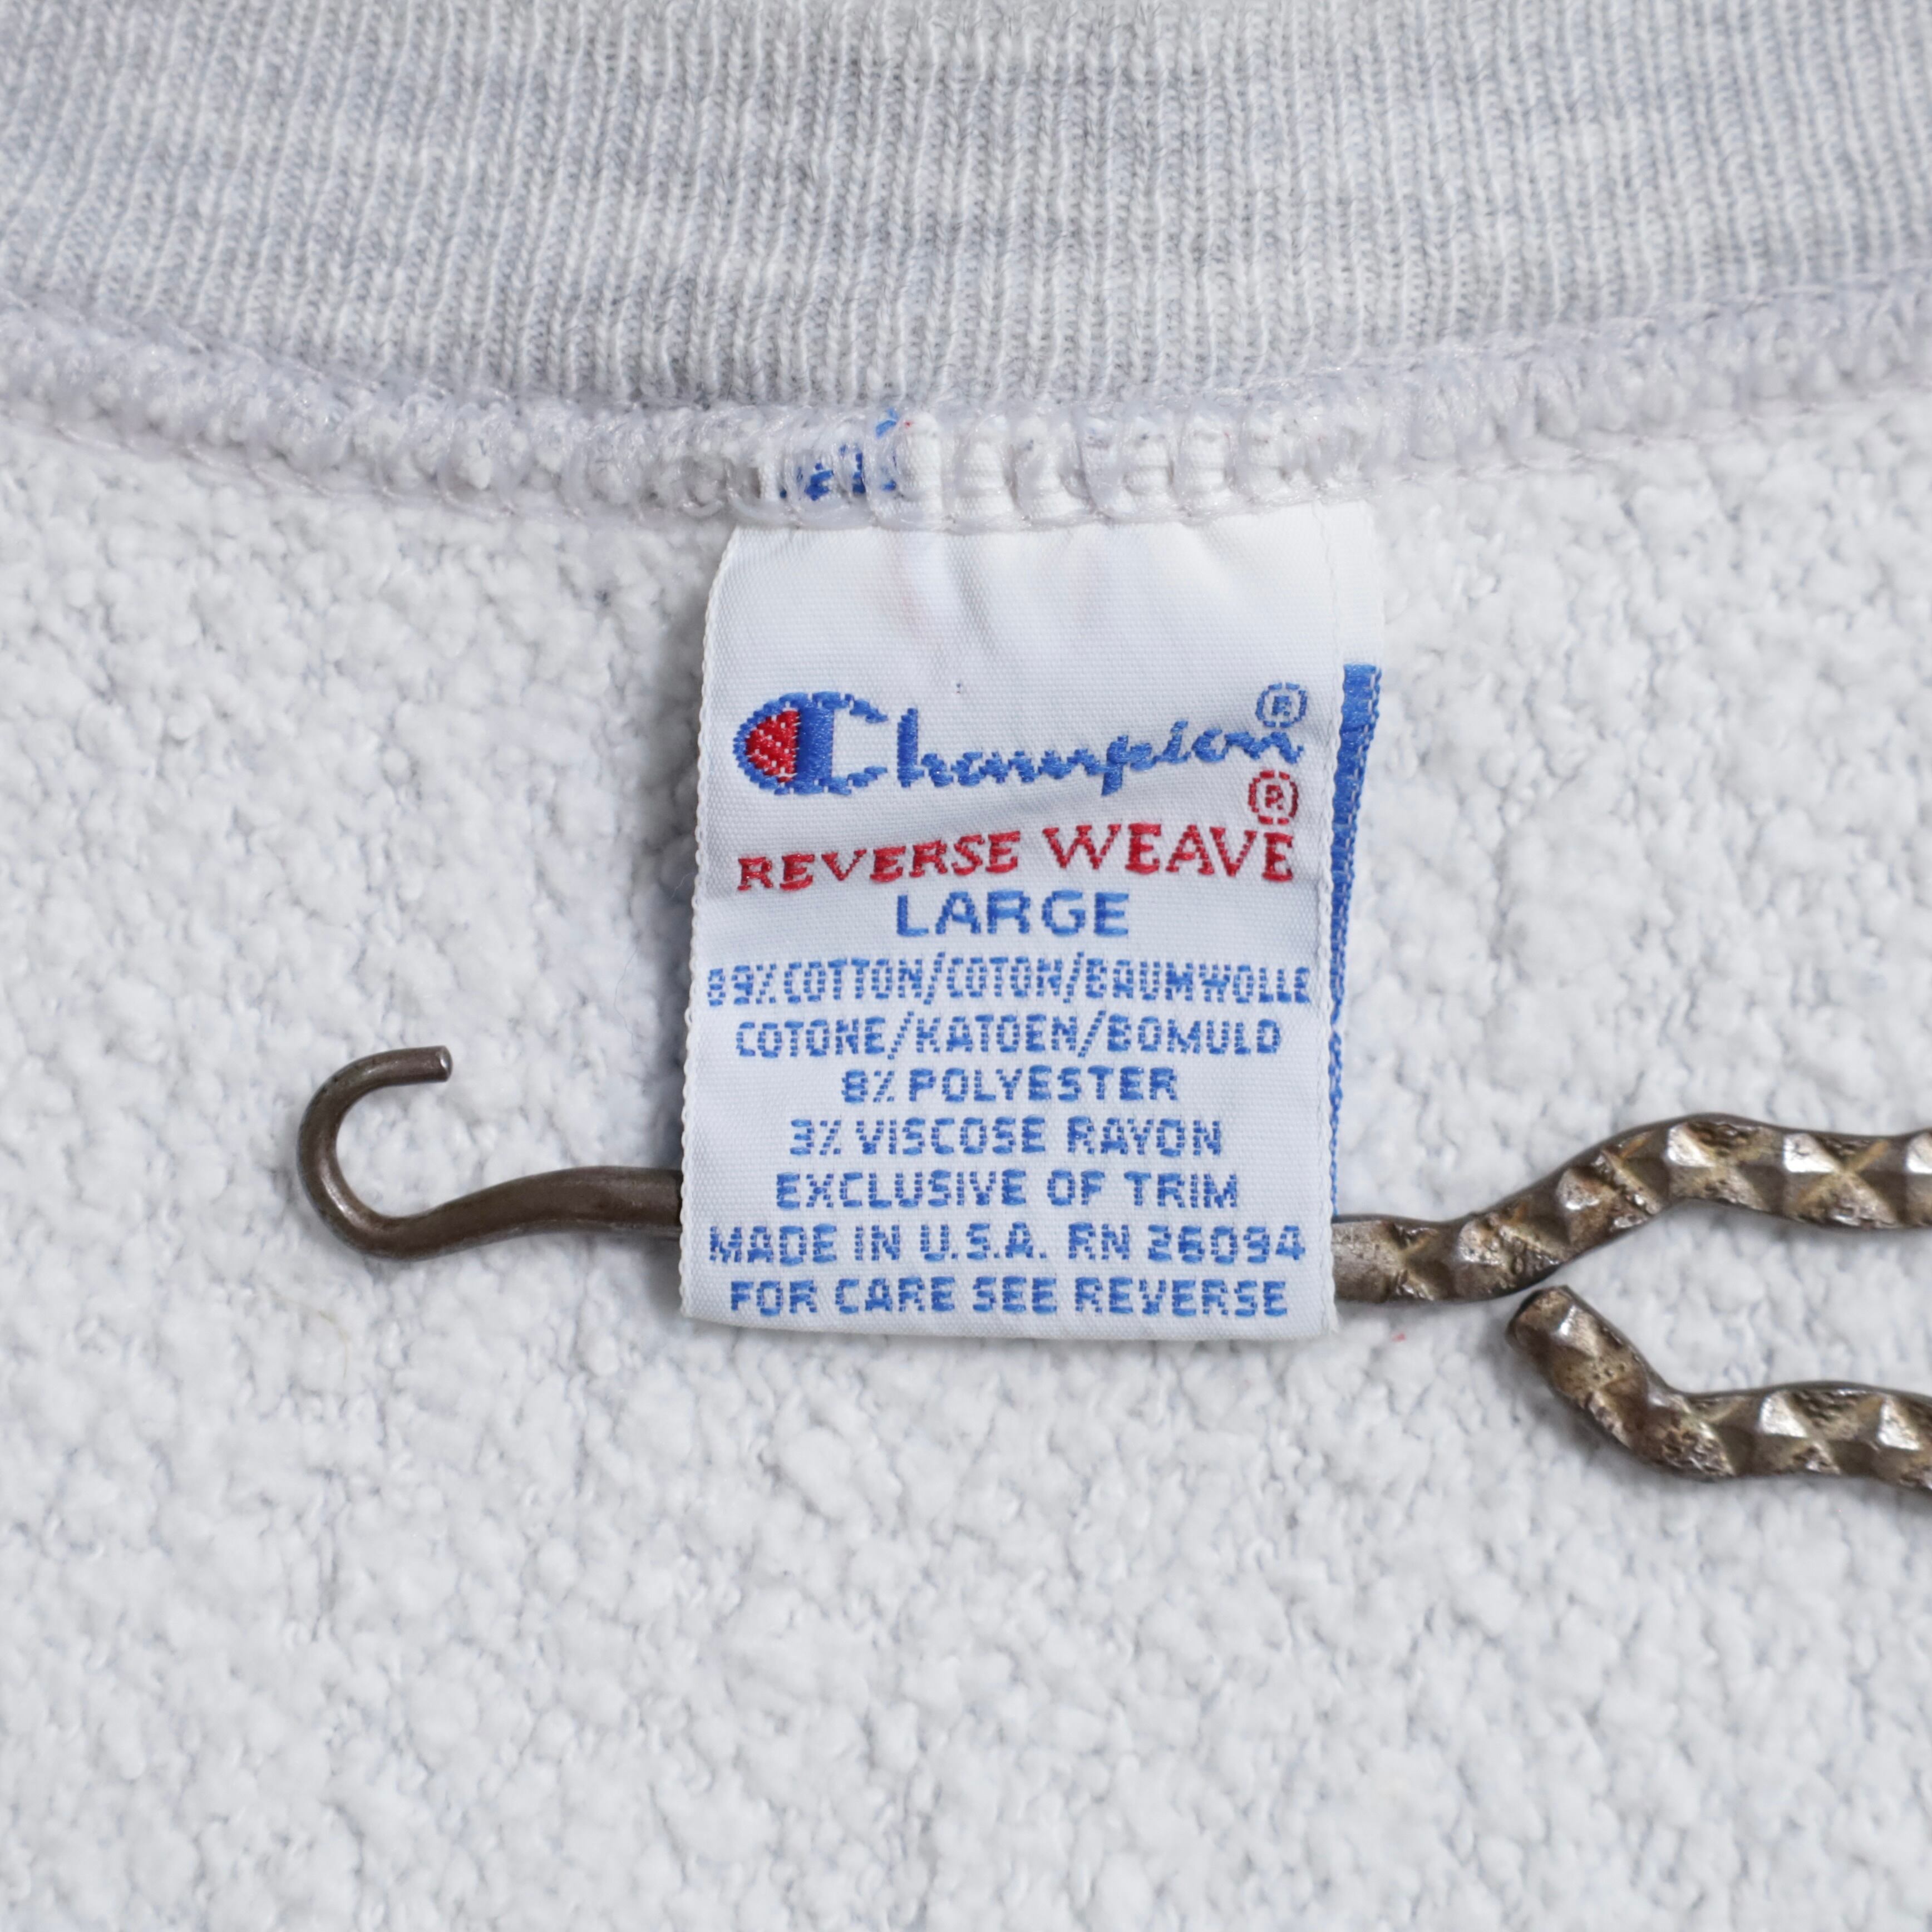 Champion®
REVERSE WEAVE®
LARGE
89% COTTON/COTON/BAUMWOLLE
COTONE/KATOEN/BOMULD
8% POLYESTER
3% VISCOSE RAYON
EXCLUSIVE OF TRIM
MADE IN U.S.A. RN 26094
FOR CARE SEE REVERSE